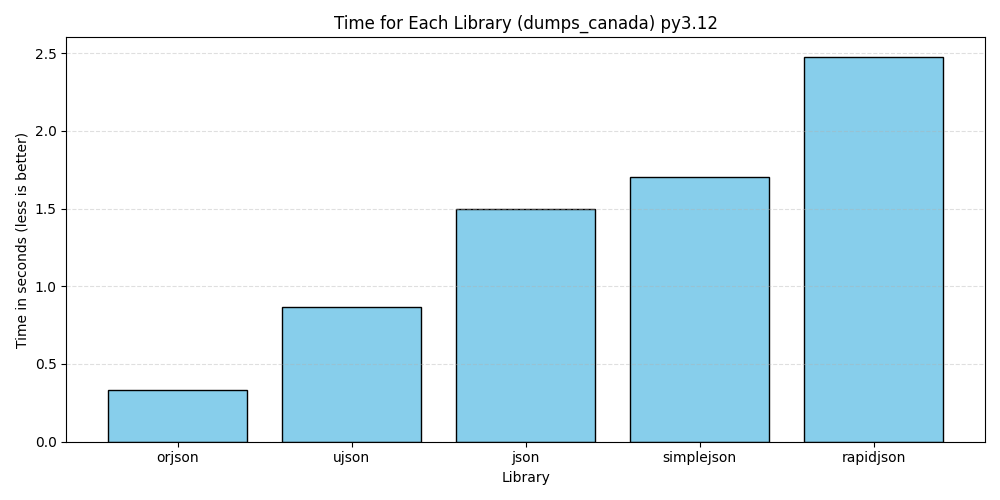 Time for Each Library (dumps_canada) py3.12
Time in seconds (less is better)
2.5
2.0
1.5
1.0
0.5
0.0
orjson
ujson
json
simplejson
rapidjson
Library